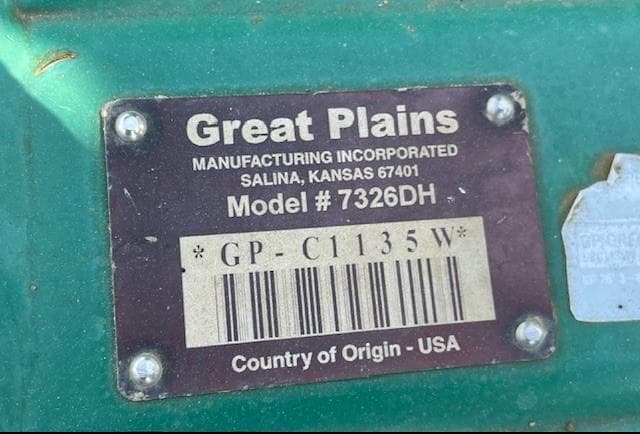 Great Plains
MANUFACTURING INCORPORATED
SALINA, KANSAS 67401
Model # 7326DH
* GP - C1135W*
Country of Origin - USA